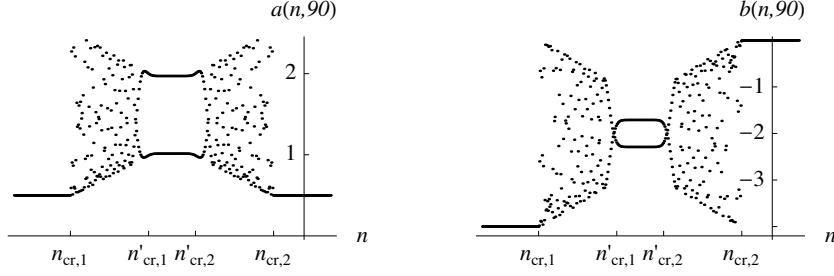 a(n,90)
2
1
n
n_cr,1 n'_cr,1 n'_cr,2 n_cr,2
b(n,90)
−1
−2
−3
n
n_cr,1 n'_cr,1 n'_cr,2 n_cr,2